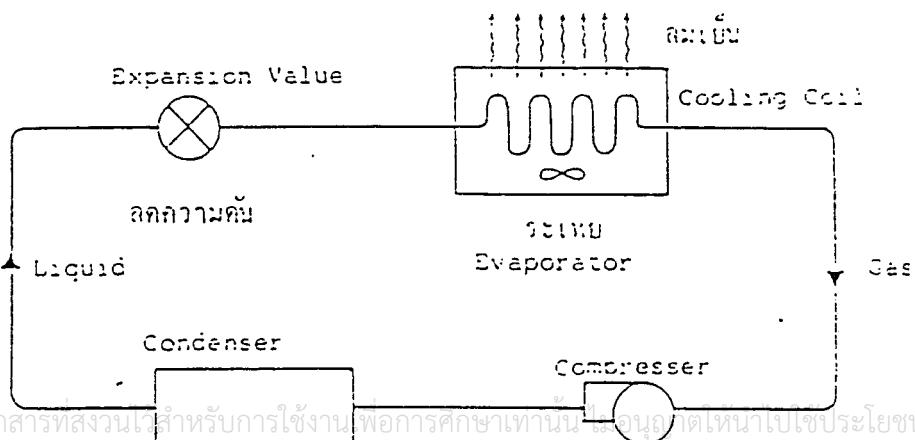 ลมเย็น
Expansion Value
Cooling Coil
ลดความดัน
ระเหย
Evaporator
Liquid
Gas
Condenser
Compresser
สารที่สงวนไว้สำหรับการใช้งานเพื่อการศึกษาเท่านั้น ไม่อนุญาตให้นำไปใช้ประโยชน์